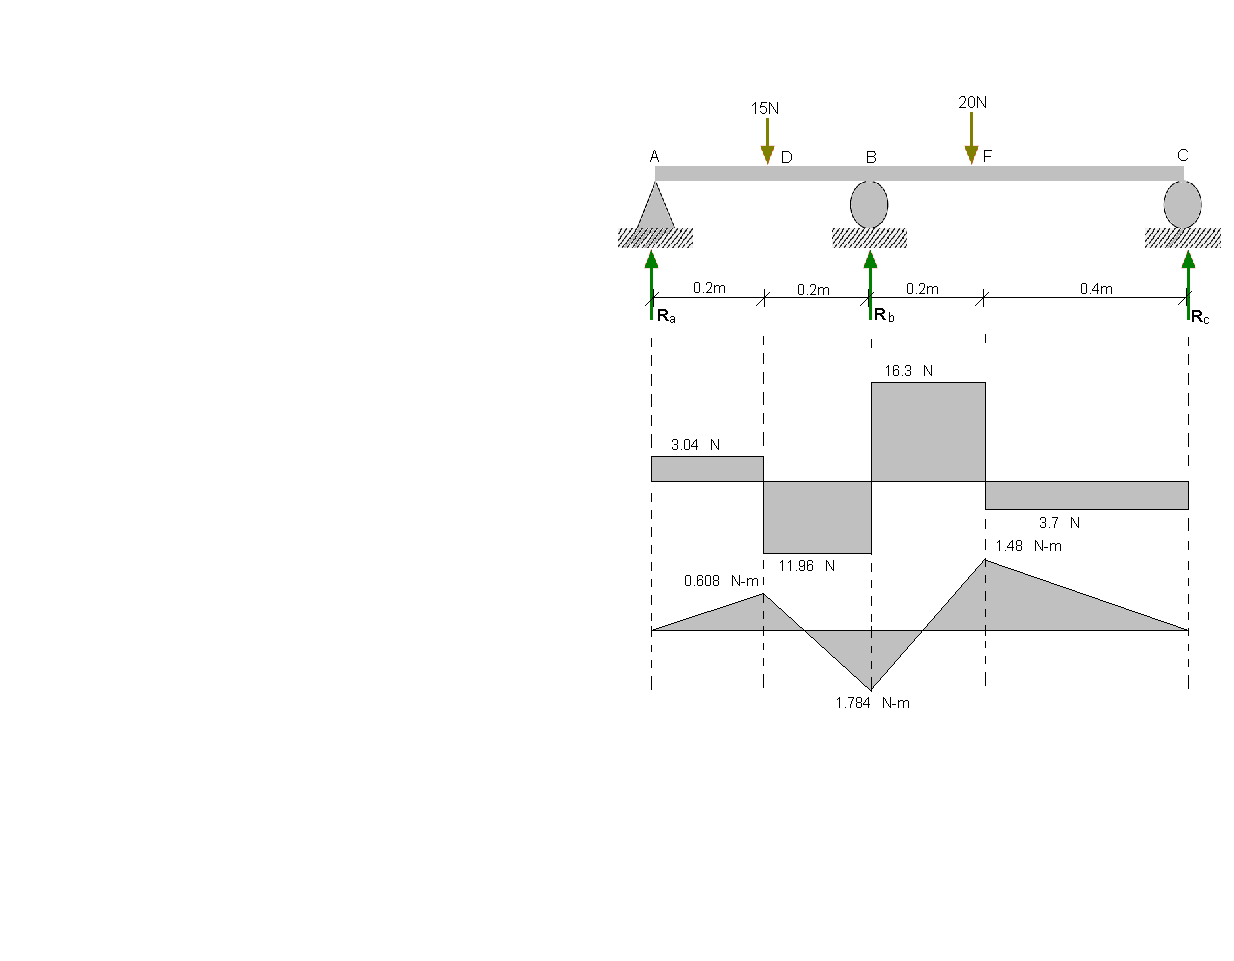 15N
20N
A
D
B
F
C
0.2m
0.2m
0.2m
0.4m
Ra
Rb
Rc
16.3 N
3.04 N
3.7 N
1.48 N-m
11.96 N
0.608 N-m
1.784 N-m